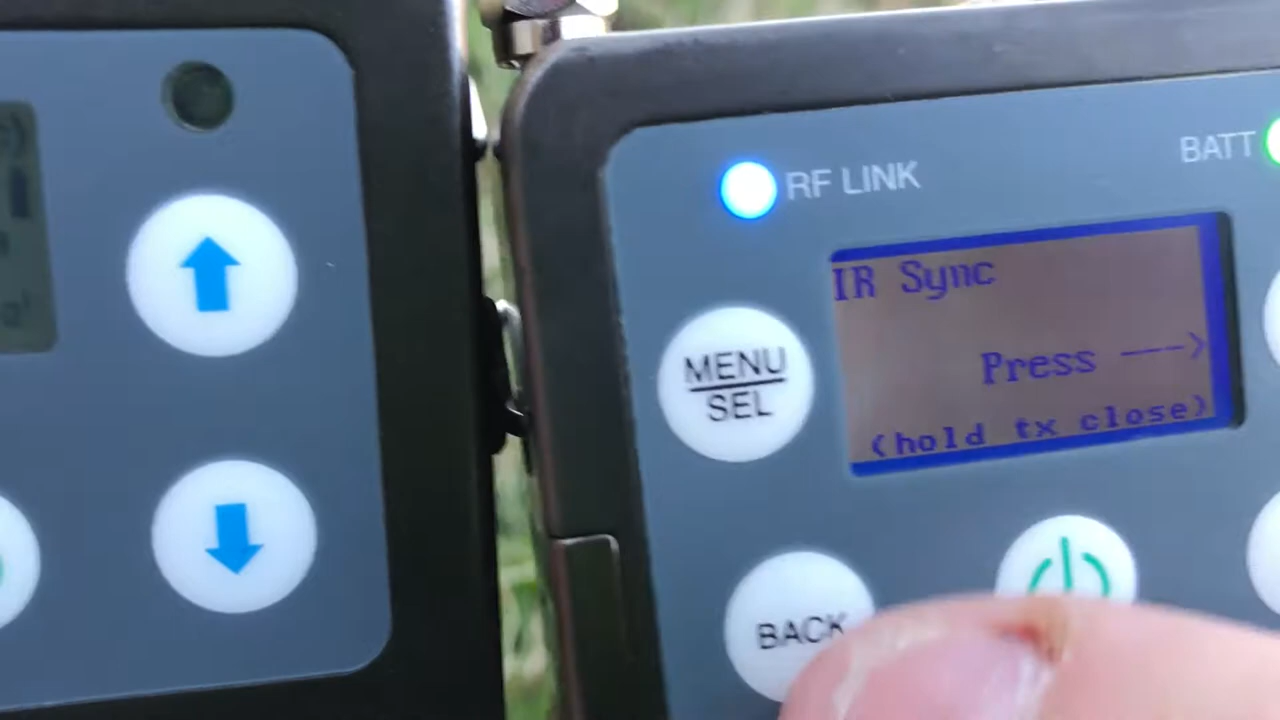 RF LINK
BATT
IR Sync
Press --->
(hold tx close)
MENU
SEL
BACK